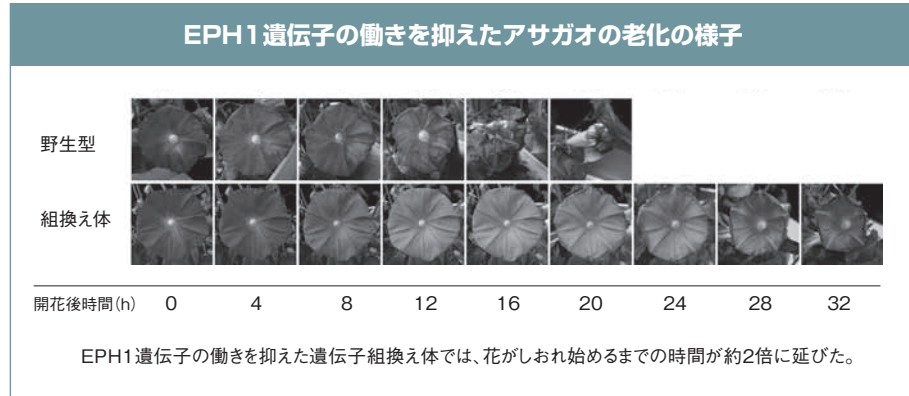 EPH1遺伝子の働きを抑えたアサガオの老化の様子
野生型
組換え体
開花後時間(h) 0 4 8 12 16 20 24 28 32
EPH1遺伝子の働きを抑えた遺伝子組換え体では、花がしおれ始めるまでの時間が約2倍に延びた。